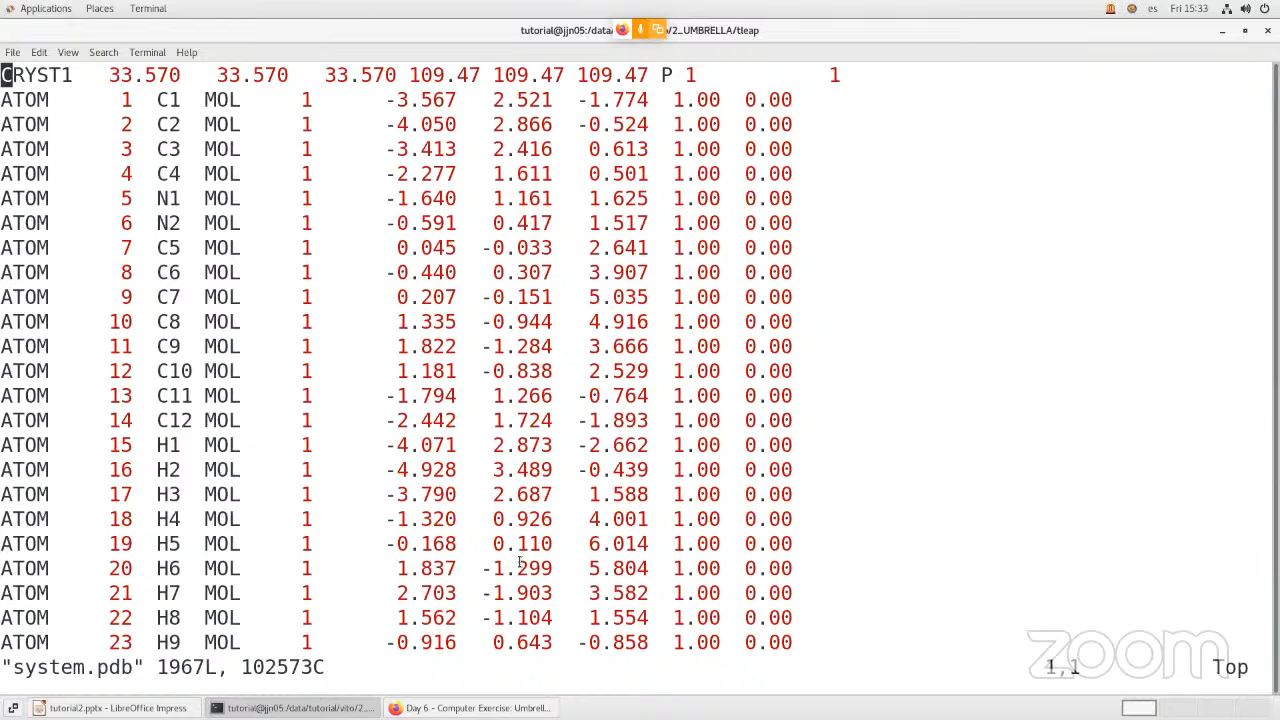 Applications Places Terminal es Fri 15:33
tutorial@jjn05:/data/ /2_UMBRELLA/tleap
File Edit View Search Terminal Help
CRYST1 33.570 33.570 33.570 109.47 109.47 109.47 P 1 1
ATOM 1 C1 MOL 1 -3.567 2.521 -1.774 1.00 0.00
ATOM 2 C2 MOL 1 -4.050 2.866 -0.524 1.00 0.00
ATOM 3 C3 MOL 1 -3.413 2.416 0.613 1.00 0.00
ATOM 4 C4 MOL 1 -2.277 1.611 0.501 1.00 0.00
ATOM 5 N1 MOL 1 -1.640 1.161 1.625 1.00 0.00
ATOM 6 N2 MOL 1 -0.591 0.417 1.517 1.00 0.00
ATOM 7 C5 MOL 1 0.045 -0.033 2.641 1.00 0.00
ATOM 8 C6 MOL 1 -0.440 0.307 3.907 1.00 0.00
ATOM 9 C7 MOL 1 0.207 -0.151 5.035 1.00 0.00
ATOM 10 C8 MOL 1 1.335 -0.944 4.916 1.00 0.00
ATOM 11 C9 MOL 1 1.822 -1.284 3.666 1.00 0.00
ATOM 12 C10 MOL 1 1.181 -0.838 2.529 1.00 0.00
ATOM 13 C11 MOL 1 -1.794 1.266 -0.764 1.00 0.00
ATOM 14 C12 MOL 1 -2.442 1.724 -1.893 1.00 0.00
ATOM 15 H1 MOL 1 -4.071 2.873 -2.662 1.00 0.00
ATOM 16 H2 MOL 1 -4.928 3.489 -0.439 1.00 0.00
ATOM 17 H3 MOL 1 -3.790 2.687 1.588 1.00 0.00
ATOM 18 H4 MOL 1 -1.320 0.926 4.001 1.00 0.00
ATOM 19 H5 MOL 1 -0.168 0.110 6.014 1.00 0.00
ATOM 20 H6 MOL 1 1.837 -1.299 5.804 1.00 0.00
ATOM 21 H7 MOL 1 2.703 -1.903 3.582 1.00 0.00
ATOM 22 H8 MOL 1 1.562 -1.104 1.554 1.00 0.00
ATOM 23 H9 MOL 1 -0.916 0.643 -0.858 1.00 0.00
"system.pdb" 1967L, 102573C 1,1 Top
zoom
tutorial2.pptx - LibreOffice Impress tutorial@jjn05:/data/tutorial/vito/2_... Day 6 - Computer Exercise: Umbrell...